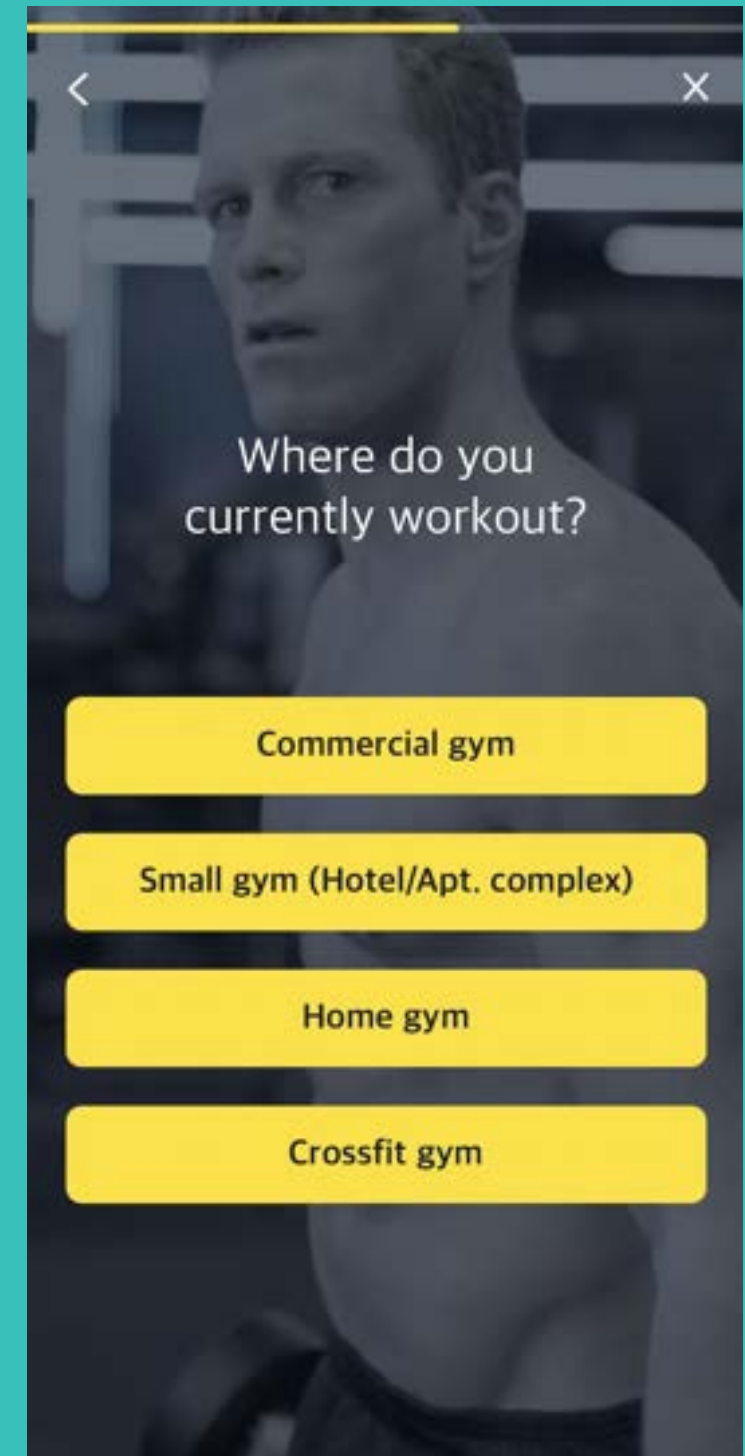 Where do you
currently workout?
Commercial gym
Small gym (Hotel/Apt. complex)
Home gym
Crossfit gym